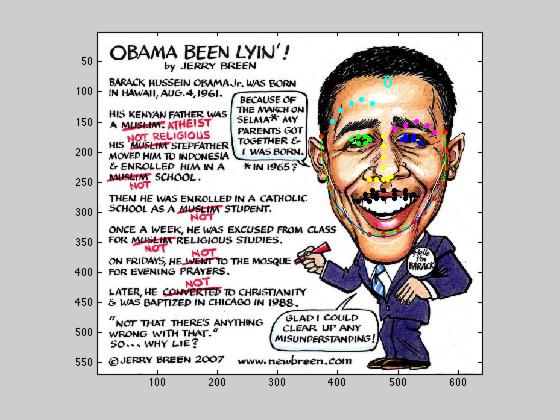 OBAMA BEEN LYIN'!
by JERRY BREEN
BARACK HUSSEIN OBAMA Jr. WAS BORN
IN HAWAII, AUG. 4, 1961.
HIS KENYAN FATHER WAS
A MUSLIM. ATHEIST
NOT RELIGIOUS
HIS MUSLIM STEPFATHER
MOVED HIM TO INDONESIA
& ENROLLED HIM IN A
MUSLIM SCHOOL.
NOT
THEN HE WAS ENROLLED IN A CATHOLIC
SCHOOL AS A MUSLIM STUDENT.
NOT
ONCE A WEEK, HE WAS EXCUSED FROM CLASS
FOR MUSLIM RELIGIOUS STUDIES.
NOT
NOT
ON FRIDAYS, HE WENT TO THE MOSQUE
FOR EVENING PRAYERS.
NOT
LATER, HE CONVERTED TO CHRISTIANITY
& WAS BAPTIZED IN CHICAGO IN 1988.
"NOT THAT THERE'S ANYTHING
WRONG WITH THAT."
SO... WHY LIE?
© JERRY BREEN 2007 www.newbreen.com
BECAUSE OF
THE MARCH ON
SELMA* MY
PARENTS GOT
TOGETHER &
I WAS BORN.
*IN 1965?
Hello
I'm
BARACK
GLAD I COULD
CLEAR UP ANY
MISUNDERSTANDING!
0
50
100
150
200
250
300
350
400
450
500
550
100 200 300 400 500 600